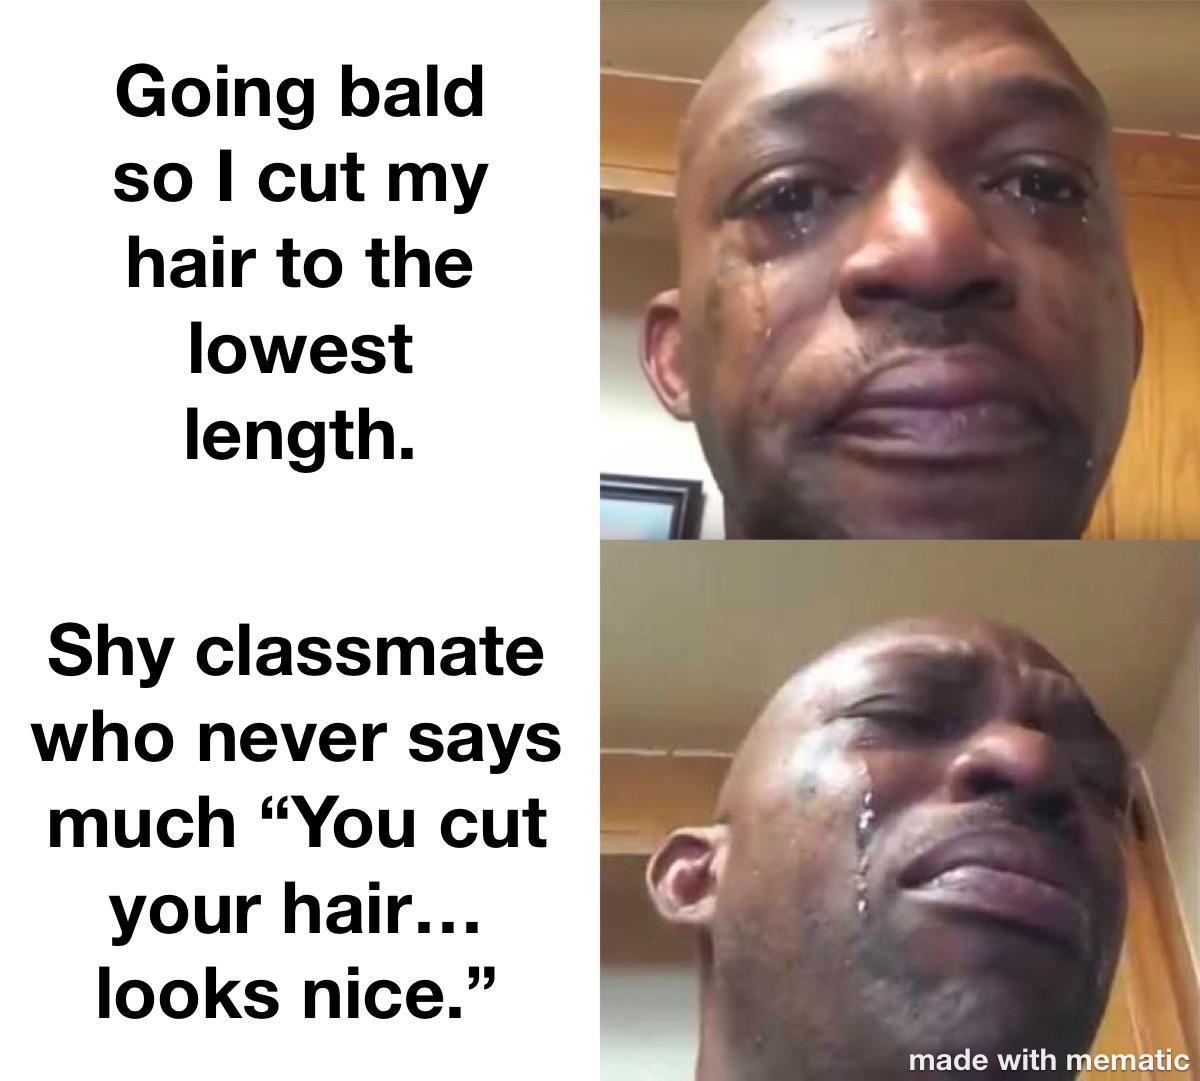 Going bald
so I cut my
hair to the
lowest
length.
Shy classmate
who never says
much “You cut
your hair...
looks nice.”
made with mematic